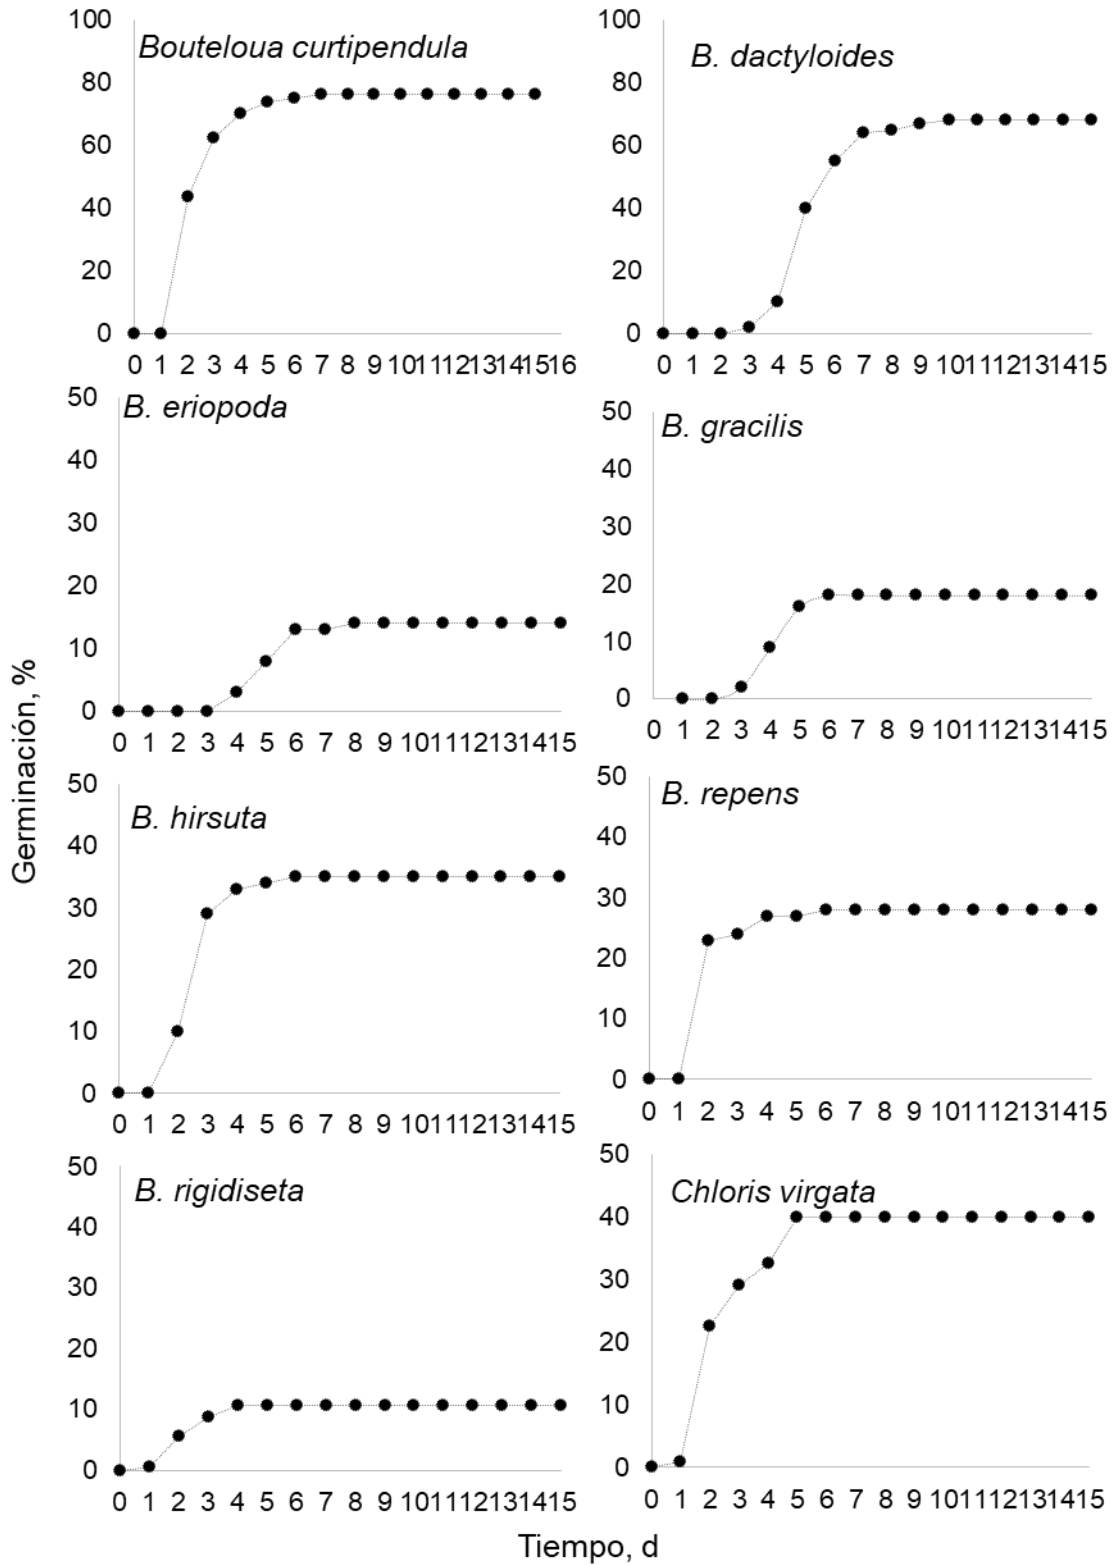 Bouteloua curtipendula
100
80
60
40
20
0
0 1 2 3 4 5 6 7 8 9 10 11 12 13 14 15 16
B. dactyloides
100
80
60
40
20
0
0 1 2 3 4 5 6 7 8 9 10 11 12 13 14 15
B. eriopoda
50
40
30
20
10
0
0 1 2 3 4 5 6 7 8 9 10 11 12 13 14 15
B. gracilis
50
40
30
20
10
0
0 1 2 3 4 5 6 7 8 9 10 11 12 13 14 15
Germinación, %
B. hirsuta
50
40
30
20
10
0
0 1 2 3 4 5 6 7 8 9 10 11 12 13 14 15
B. repens
50
40
30
20
10
0
0 1 2 3 4 5 6 7 8 9 10 11 12 13 14 15
B. rigidiseta
50
40
30
20
10
0
0 1 2 3 4 5 6 7 8 9 10 11 12 13 14 15
Chloris virgata
50
40
30
20
10
0
0 1 2 3 4 5 6 7 8 9 10 11 12 13 14 15
Tiempo, d